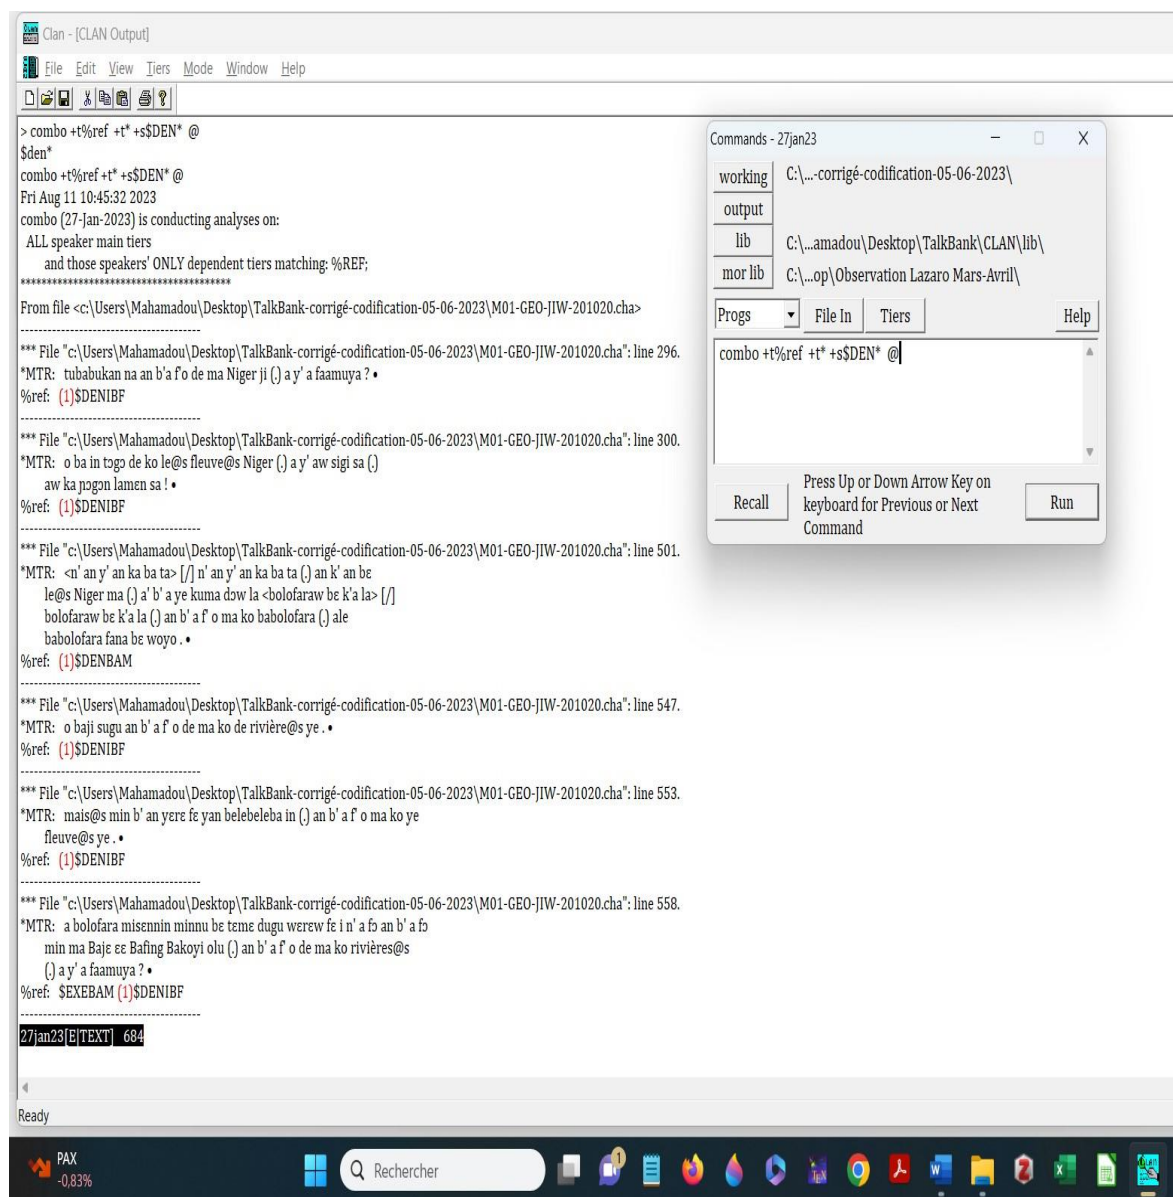 Clan - [CLAN Output]
File Edit View Tiers Mode Window Help
> combo +t%ref +t* +s$DEN* @
$den*
combo +t%ref +t* +s$DEN* @
Fri Aug 11 10:45:32 2023
combo (27-Jan-2023) is conducting analyses on:
ALL speaker main tiers
and those speakers' ONLY dependent tiers matching: %REF;
****************************************
From file <c:\Users\Mahamadou\Desktop\TalkBank-corrigé-codification-05-06-2023\M01-GEO-JIW-201020.cha>
----------------------------------------
*** File "c:\Users\Mahamadou\Desktop\TalkBank-corrigé-codification-05-06-2023\M01-GEO-JIW-201020.cha": line 296.
*MTR: tubabukan na an b'a f'o de ma Niger ji (.) a y' a faamuya ? •
%ref: (1)$DENIBF
----------------------------------------
*** File "c:\Users\Mahamadou\Desktop\TalkBank-corrigé-codification-05-06-2023\M01-GEO-JIW-201020.cha": line 300.
*MTR: o ba in tɔgɔ de ko le@s fleuve@s Niger (.) a y' aw sigi sa (.)
aw ka ɲɔgɔn lamɛn sa ! •
%ref: (1)$DENIBF
----------------------------------------
*** File "c:\Users\Mahamadou\Desktop\TalkBank-corrigé-codification-05-06-2023\M01-GEO-JIW-201020.cha": line 501.
*MTR: <n' an y' an ka ba ta> [/] n' an y' an ka ba ta (.) an k' an bɛ
le@s Niger ma (.) a' b' a ye kuma dɔw la <bolofaraw bɛ k'a la> [/]
bolofaraw bɛ k'a la (.) an b' a f' o ma ko babolofara (.) ale
babolofara fana bɛ woyo . •
%ref: (1)$DENBAM
----------------------------------------
*** File "c:\Users\Mahamadou\Desktop\TalkBank-corrigé-codification-05-06-2023\M01-GEO-JIW-201020.cha": line 547.
*MTR: o baji sugu an b' a f' o de ma ko de rivière@s ye . •
%ref: (1)$DENIBF
----------------------------------------
*** File "c:\Users\Mahamadou\Desktop\TalkBank-corrigé-codification-05-06-2023\M01-GEO-JIW-201020.cha": line 553.
*MTR: mais@s min b' an yɛrɛ fɛ yan belebeleba in (.) an b' a f' o ma ko ye
fleuve@s ye . •
%ref: (1)$DENIBF
----------------------------------------
*** File "c:\Users\Mahamadou\Desktop\TalkBank-corrigé-codification-05-06-2023\M01-GEO-JIW-201020.cha": line 558.
*MTR: a bolofara misɛnnin minnu bɛ tɛmɛ dugu wɛrɛw fɛ i n' a fɔ an b' a fɔ
min ma Bajɛ ɛɛ Bafing Bakoyi olu (.) an b' a f' o de ma ko rivières@s
(.) a y' a faamuya ? •
%ref: $EXEBAM (1)$DENIBF
----------------------------------------
27jan23[E|TEXT] 684
Ready
Commands - 27jan23
working C:\...-corrigé-codification-05-06-2023\
output
lib C:\...amadou\Desktop\TalkBank\CLAN\lib\
mor lib C:\...op\Observation Lazaro Mars-Avril\
Progs File In Tiers Help
combo +t%ref +t* +s$DEN* @
Recall Press Up or Down Arrow Key on keyboard for Previous or Next Command Run
PAX
-0,83%
Rechercher
1